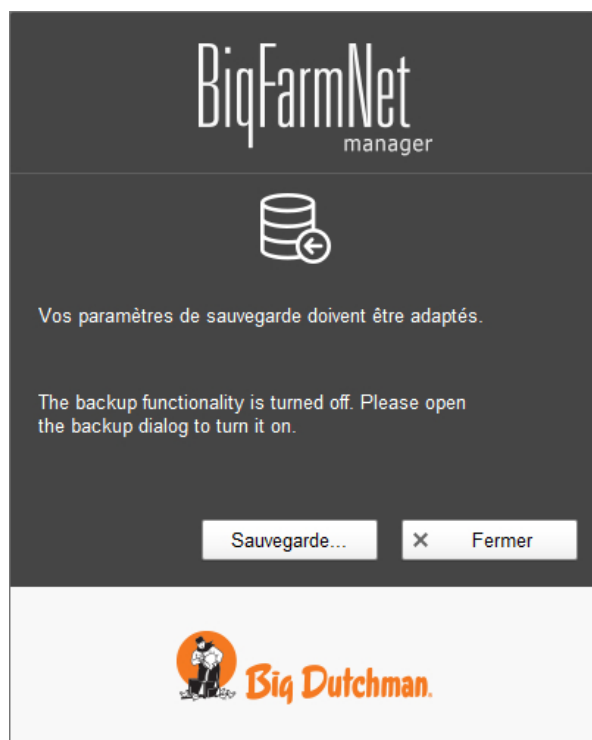 BigFarmNet
manager
Vos paramètres de sauvegarde doivent être adaptés.
The backup functionality is turned off. Please open
the backup dialog to turn it on.
Sauvegarde...
Fermer
Big Dutchman.